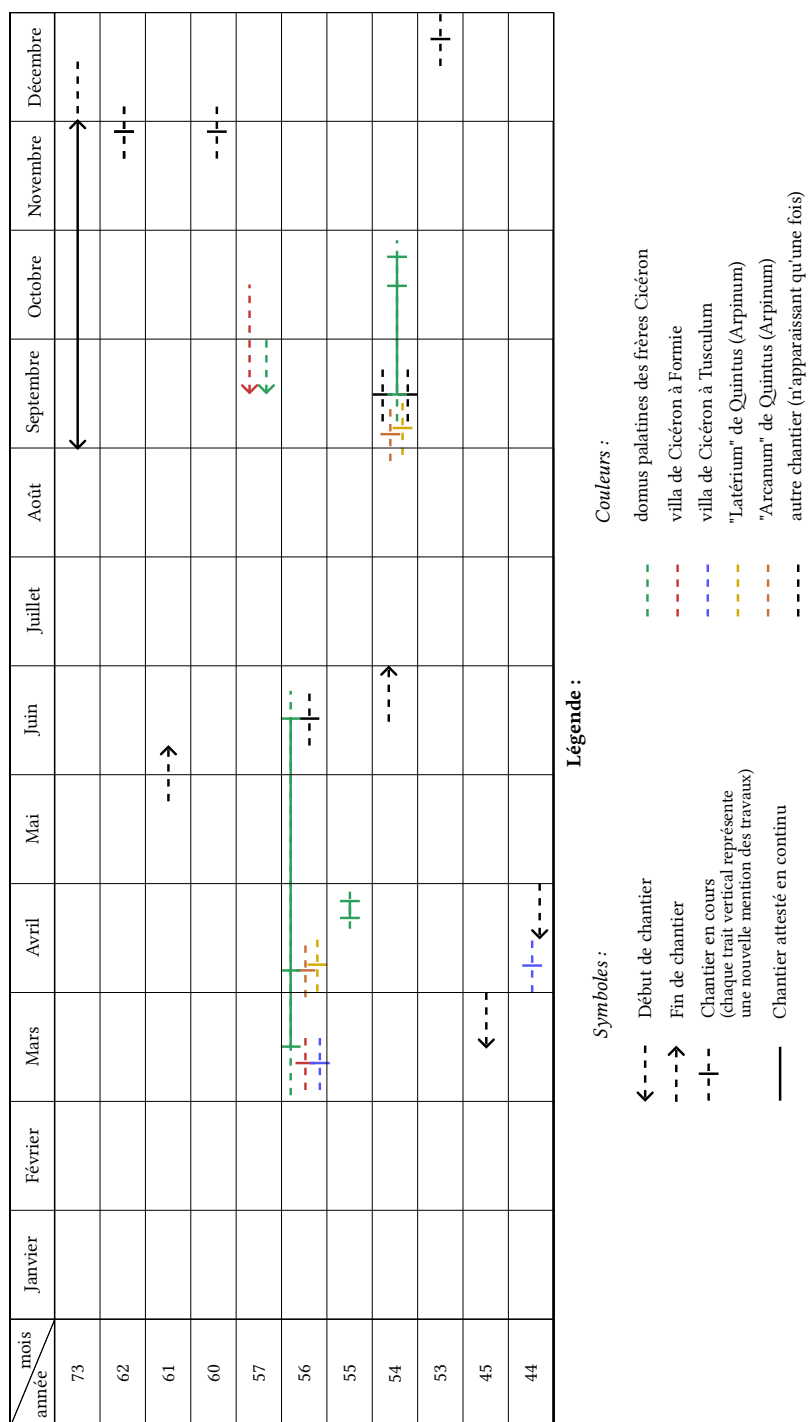 mois
année
Janvier
Février
Mars
Avril
Mai
Juin
Juillet
Août
Septembre
Octobre
Novembre
Décembre
73
62
61
60
57
56
55
54
53
45
44
Légende :
Symboles :
Début de chantier
Fin de chantier
Chantier en cours
(chaque trait vertical représente
une nouvelle mention des travaux)
Chantier attesté en continu
Couleurs :
domus palatines des frères Cicéron
villa de Cicéron à Formie
villa de Cicéron à Tusculum
"Latérium" de Quintus (Arpinum)
"Arcanum" de Quintus (Arpinum)
autre chantier (n'apparaissant qu'une fois)